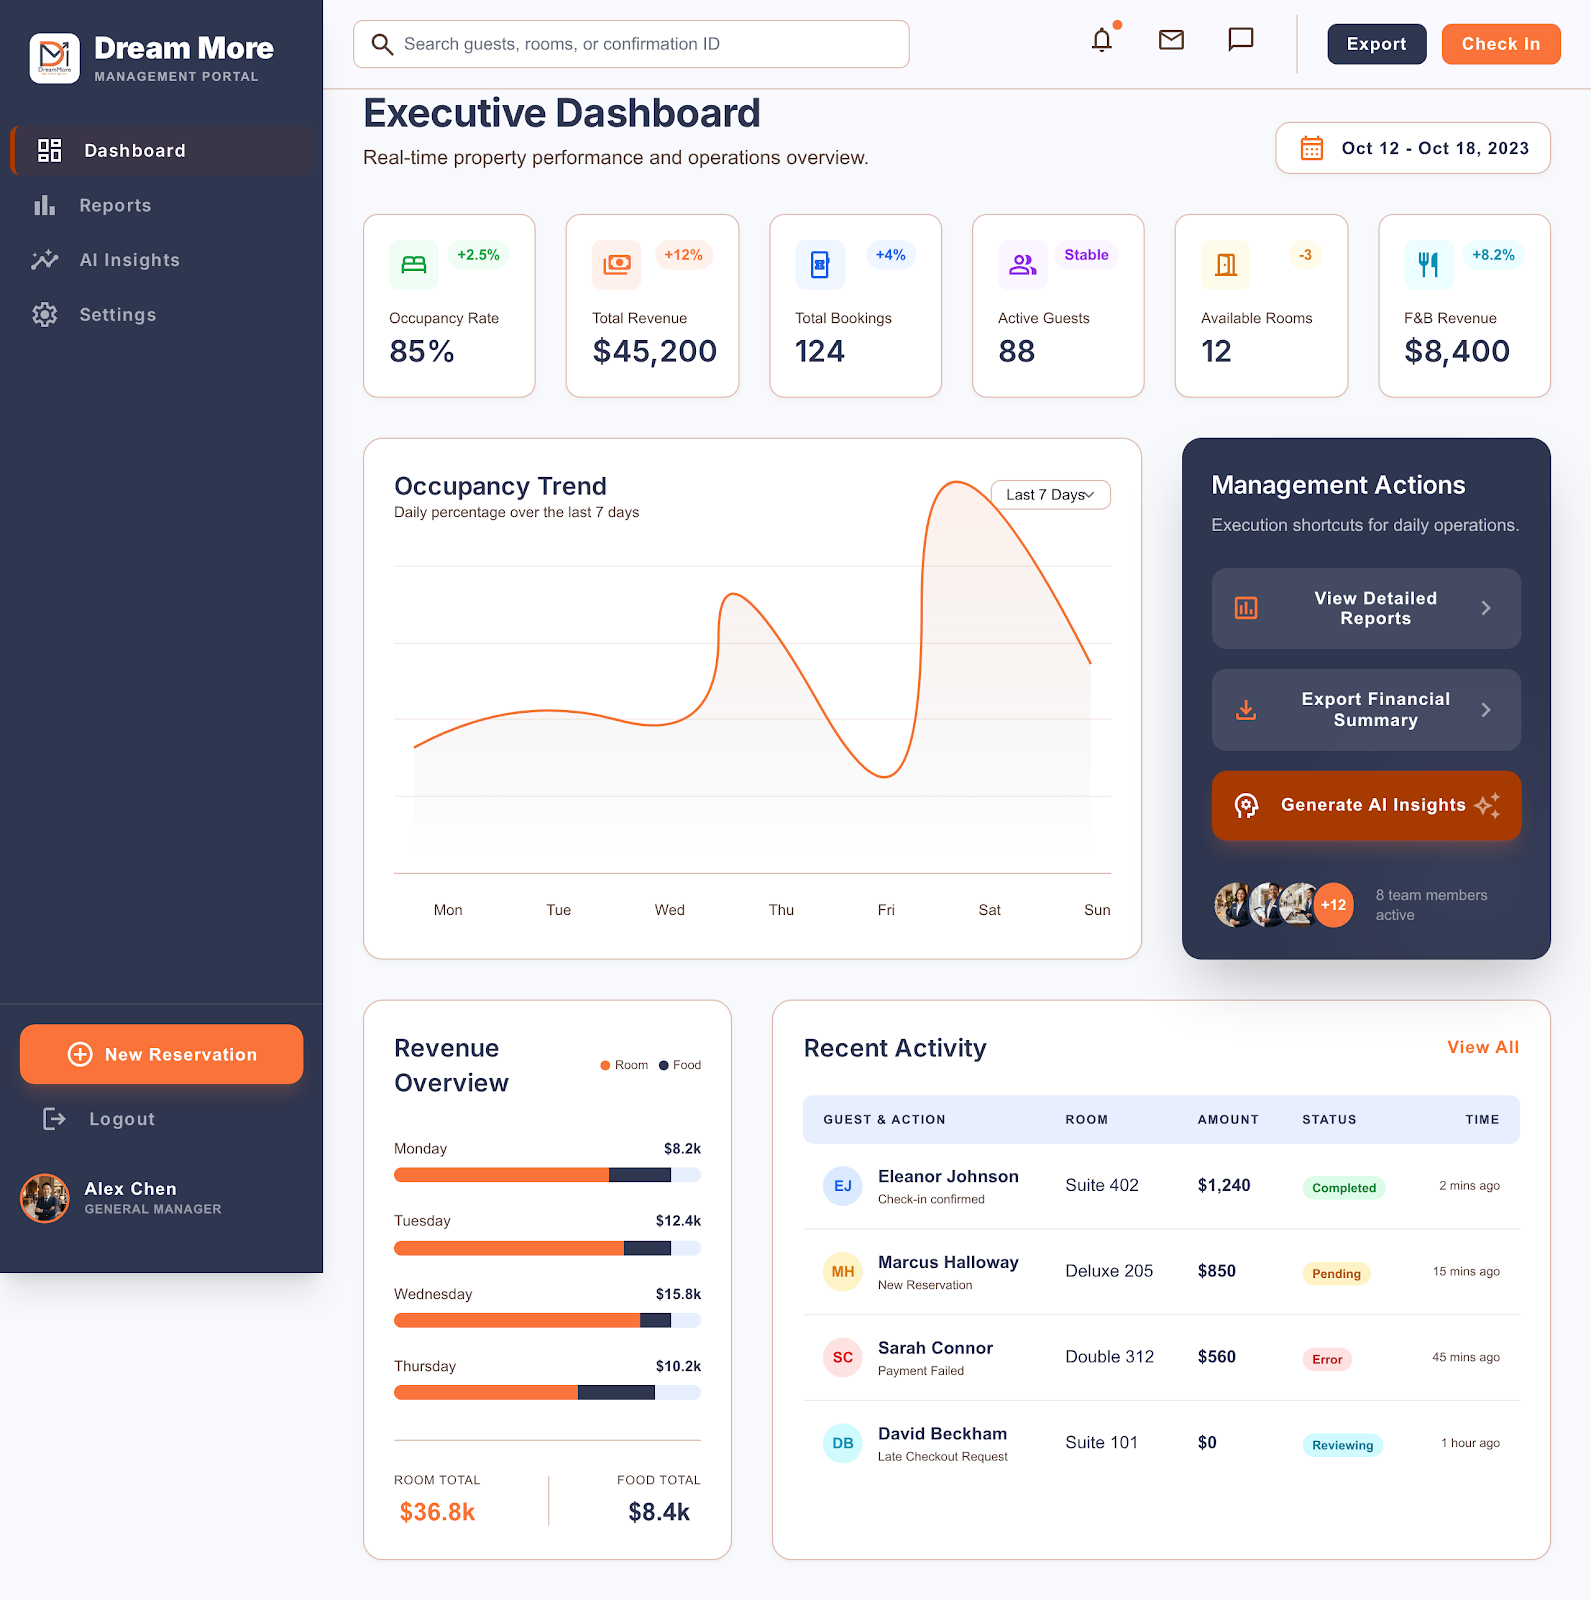 Dream More
MANAGEMENT PORTAL
Dashboard
Reports
AI Insights
Settings
New Reservation
Logout
Alex Chen
GENERAL MANAGER
Search guests, rooms, or confirmation ID
Export
Check In
Executive Dashboard
Real-time property performance and operations overview.
Oct 12 - Oct 18, 2023
+2.5%
Occupancy Rate
85%
+12%
Total Revenue
$45,200
+4%
Total Bookings
124
Stable
Active Guests
88
-3
Available Rooms
12
+8.2%
F&B Revenue
$8,400
Occupancy Trend
Daily percentage over the last 7 days
Last 7 Days
Mon Tue Wed Thu Fri Sat Sun
Management Actions
Execution shortcuts for daily operations.
View Detailed
Reports
Export Financial
Summary
Generate AI Insights
+12
8 team members
active
Revenue
Overview
Room Food
Monday $8.2k
Tuesday $12.4k
Wednesday $15.8k
Thursday $10.2k
ROOM TOTAL FOOD TOTAL
$36.8k $8.4k
Recent Activity
View All
GUEST & ACTION ROOM AMOUNT STATUS TIME
EJ Eleanor Johnson Suite 402 $1,240 Completed 2 mins ago
Check-in confirmed
MH Marcus Halloway Deluxe 205 $850 Pending 15 mins ago
New Reservation
SC Sarah Connor Double 312 $560 Error 45 mins ago
Payment Failed
DB David Beckham Suite 101 $0 Reviewing 1 hour ago
Late Checkout Request